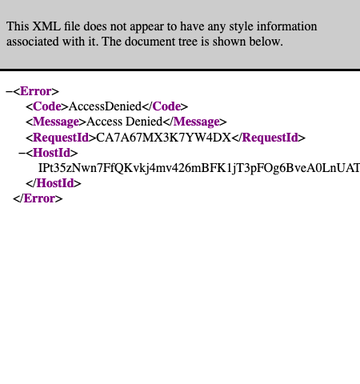 This XML file does not appear to have any style information
associated with it. The document tree is shown below.
−<Error>
<Code>AccessDenied</Code>
<Message>Access Denied</Message>
<RequestId>CA7A67MX3K7YW4DX</RequestId>
−<HostId>
IPt35zNwn7FfQKvkj4mv426mBFK1jT3pFOg6BveA0LnUAT
</HostId>
</Error>